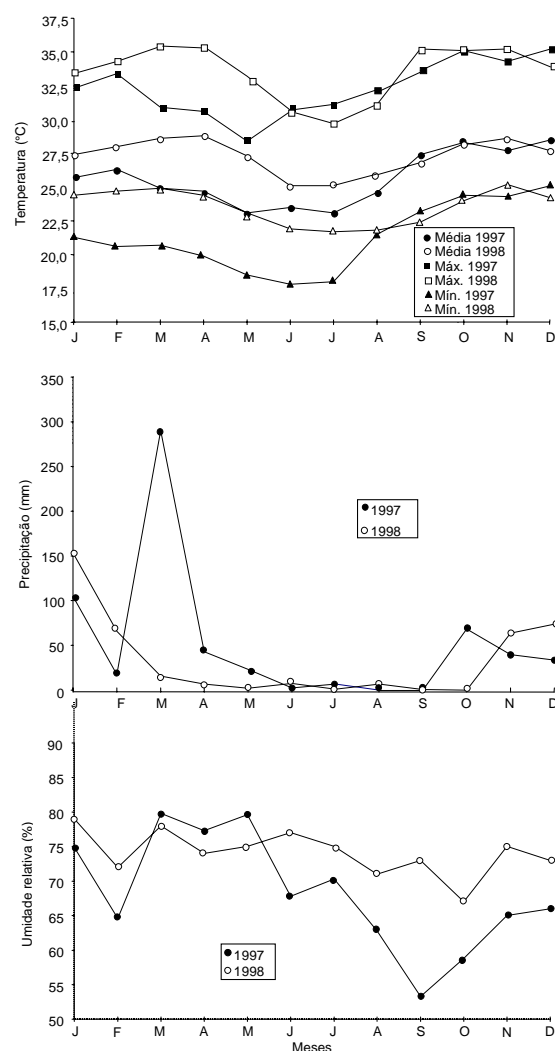 37,5
35,0
32,5
30,0
27,5
25,0
22,5
20,0
17,5
15,0
Temperatura (°C)
Média 1997
Média 1998
Máx. 1997
Máx. 1998
Mín. 1997
Mín. 1998
J F M A M J J A S O N D
350
300
250
200
150
100
50
0
Precipitação (mm)
1997
1998
J F M A M J J A S O N D
90
85
80
75
70
65
60
55
50
Umidade relativa (%)
1997
1998
J F M A M J J A S O N D
Meses